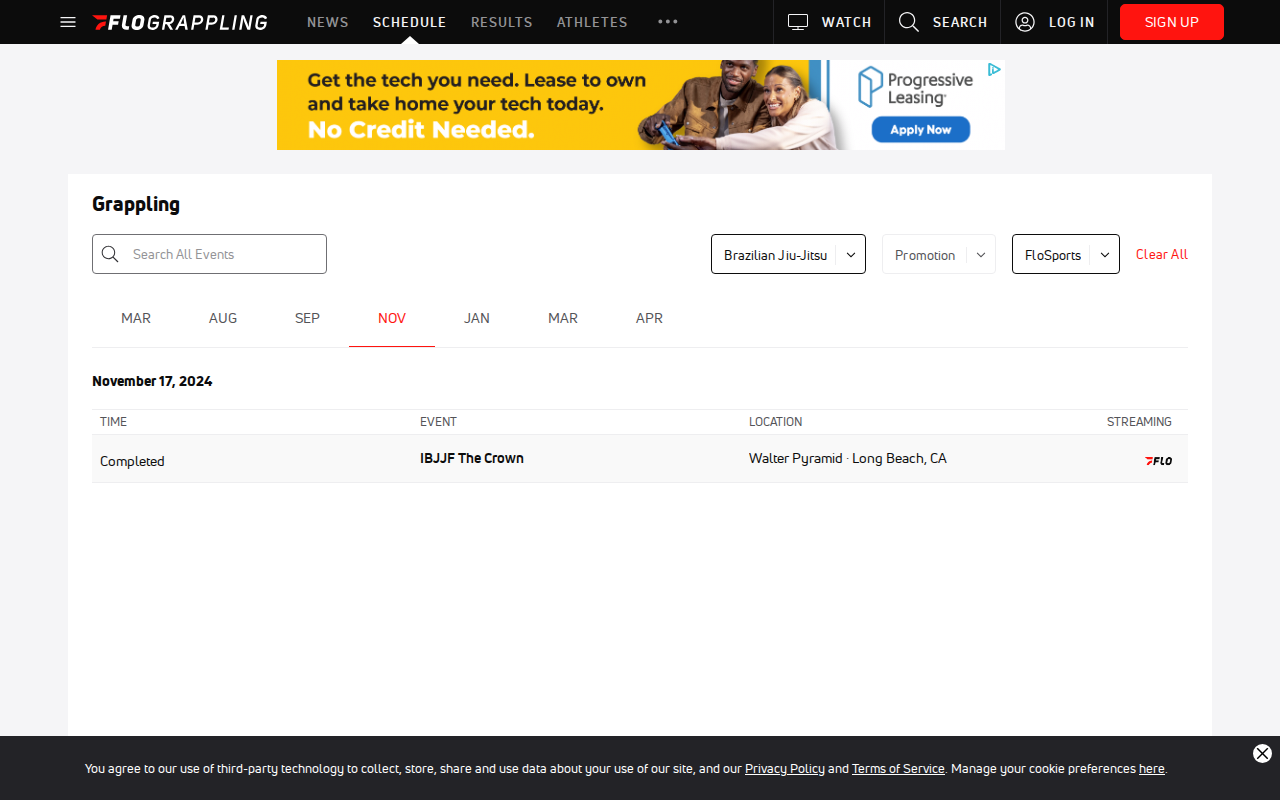 FLOGRAPPLING NEWS SCHEDULE RESULTS ATHLETES WATCH SEARCH LOG IN SIGN UP
Get the tech you need. Lease to own
and take home your tech today.
No Credit Needed.
Progressive
Leasing
Apply Now
Grappling
Search All Events
Brazilian Jiu-Jitsu
Promotion
FloSports
Clear All
MAR AUG SEP NOV JAN MAR APR
November 17, 2024
TIME EVENT LOCATION STREAMING
Completed IBJJF The Crown Walter Pyramid · Long Beach, CA FLO
You agree to our use of third-party technology to collect, store, share and use data about your use of our site, and our Privacy Policy and Terms of Service. Manage your cookie preferences here.